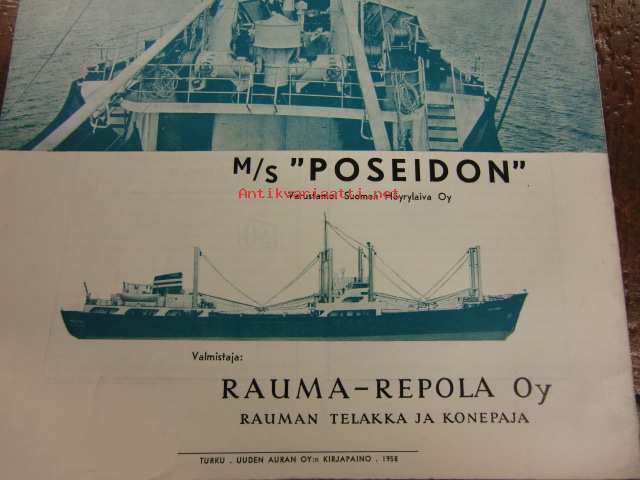 M/S "POSEIDON"
Antikvariaatti.net
Varustamo: Suomen Höyrylaiva Oy
Valmistaja:
RAUMA-REPOLA Oy
RAUMAN TELAKKA JA KONEPAJA
TURKU . UUDEN AURAN OY:n KIRJAPAINO . 1958